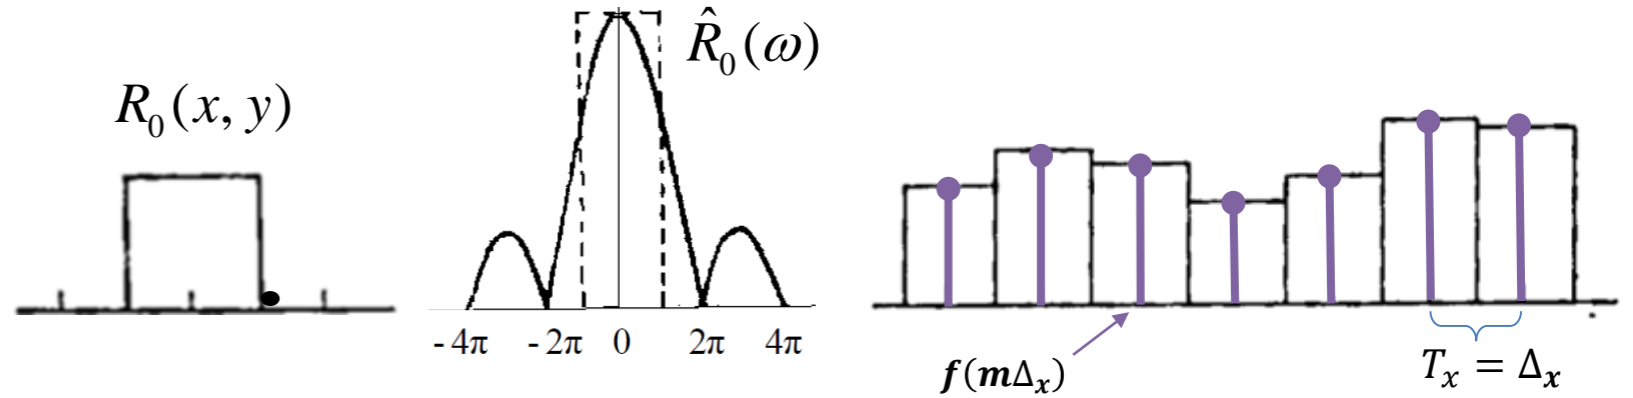 R₀(x, y)
R̂₀(ω)
- 4π - 2π 0 2π 4π
f(mΔₓ)
Tₓ = Δₓ